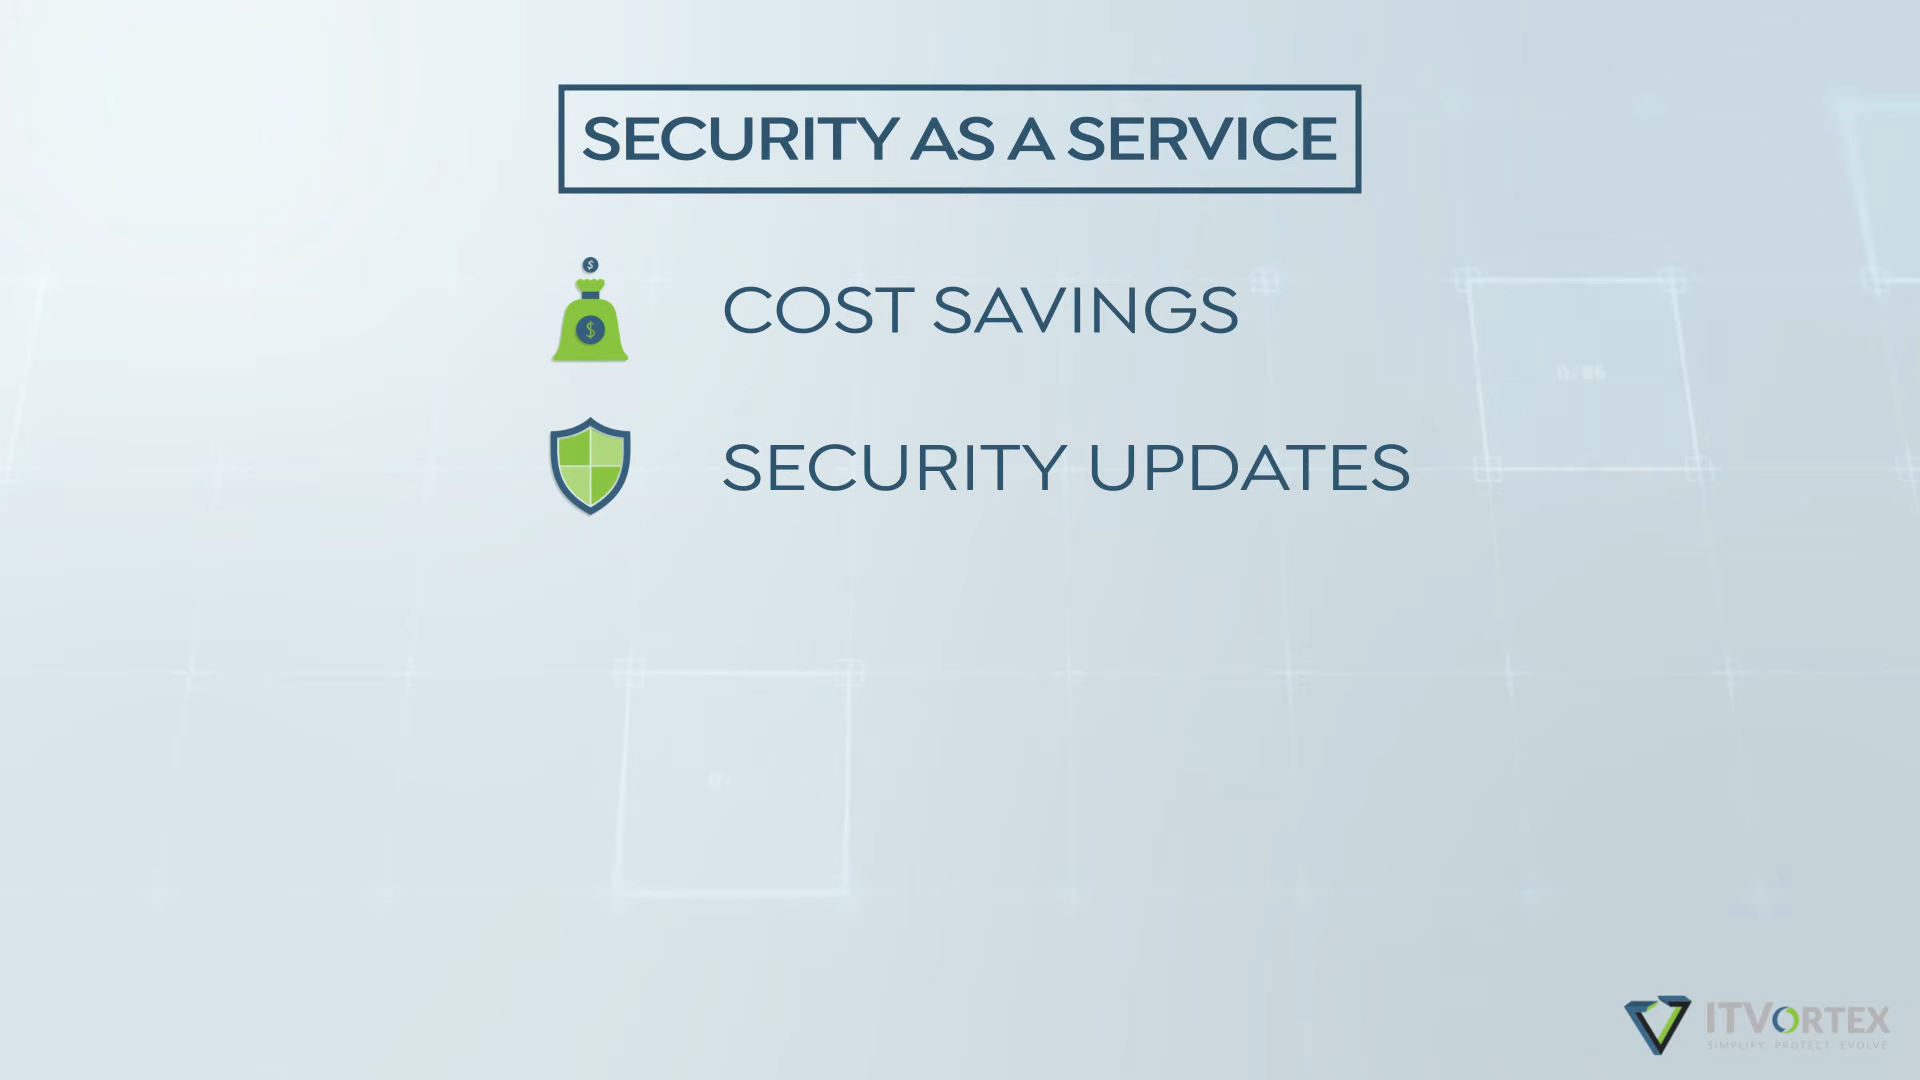 SECURITY AS A SERVICE
$
COST SAVINGS
$
SECURITY UPDATES
ITVORTEX
SIMPLIFY PROTECT EVOLVE